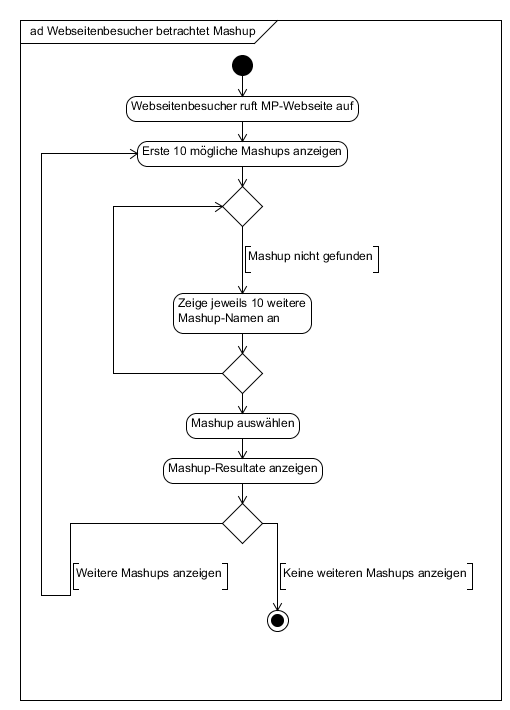 ad Webseitenbesucher betrachtet Mashup
Webseitenbesucher ruft MP-Webseite auf
Erste 10 mögliche Mashups anzeigen
[Mashup nicht gefunden]
Zeige jeweils 10 weitere
Mashup-Namen an
Mashup auswählen
Mashup-Resultate anzeigen
[Weitere Mashups anzeigen]
[Keine weiteren Mashups anzeigen]